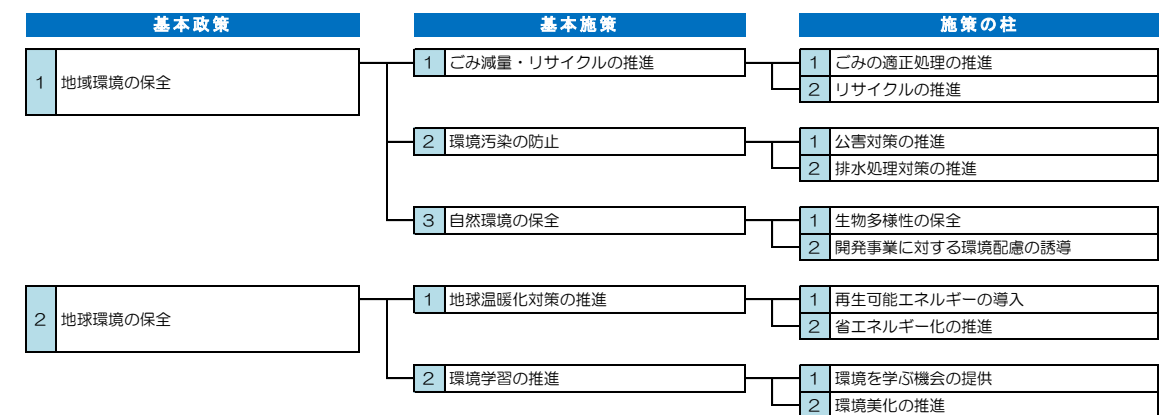 基本政策 基本施策 施策の柱
1 ごみ減量・リサイクルの推進 1 ごみの適正処理の推進
1 地域環境の保全
2 リサイクルの推進
2 環境汚染の防止 1 公害対策の推進
2 排水処理対策の推進
3 自然環境の保全 1 生物多様性の保全
2 開発事業に対する環境配慮の誘導
1 地球温暖化対策の推進 1 再生可能エネルギーの導入
2 地球環境の保全
2 省エネルギー化の推進
2 環境学習の推進 1 環境を学ぶ機会の提供
2 環境美化の推進